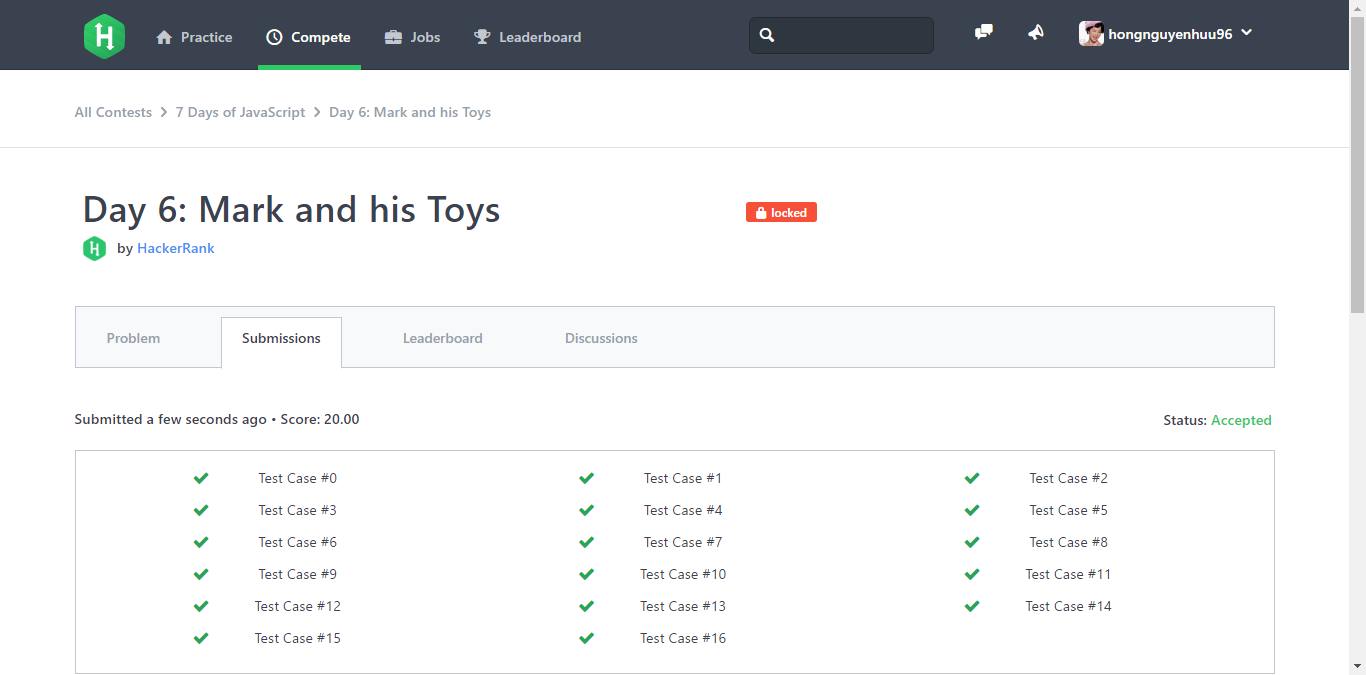 Practice Compete Jobs Leaderboard hongnguyenhuu96
All Contests > 7 Days of JavaScript > Day 6: Mark and his Toys
Day 6: Mark and his Toys locked
by HackerRank
Problem Submissions Leaderboard Discussions
Submitted a few seconds ago • Score: 20.00 Status: Accepted
Test Case #0 Test Case #1 Test Case #2
Test Case #3 Test Case #4 Test Case #5
Test Case #6 Test Case #7 Test Case #8
Test Case #9 Test Case #10 Test Case #11
Test Case #12 Test Case #13 Test Case #14
Test Case #15 Test Case #16